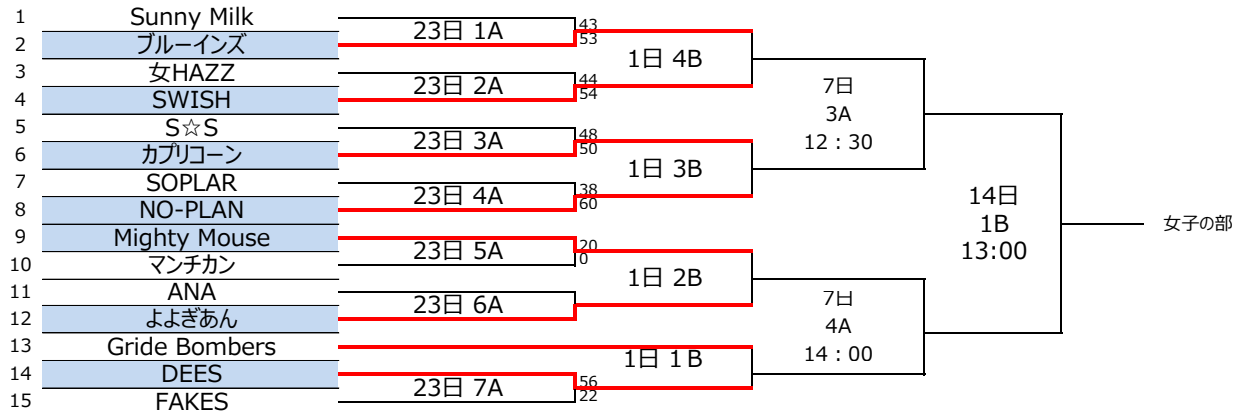 1 Sunny Milk
23日 1A
43
2 ブルーインズ
53
1日 4B
3 女HAZZ
23日 2A
44
4 SWISH
54
7日
3A
12：30
5 S☆S
23日 3A
48
6 カプリコーン
50
1日 3B
7 SOPLAR
23日 4A
38
8 NO-PLAN
60
14日
1B
13:00
女子の部
9 Mighty Mouse
23日 5A
20
10 マンチカン
0
1日 2B
11 ANA
23日 6A
12 よよぎあん
7日
4A
14：00
13 Gride Bombers
1日 1B
14 DEES
23日 7A
56
15 FAKES
22